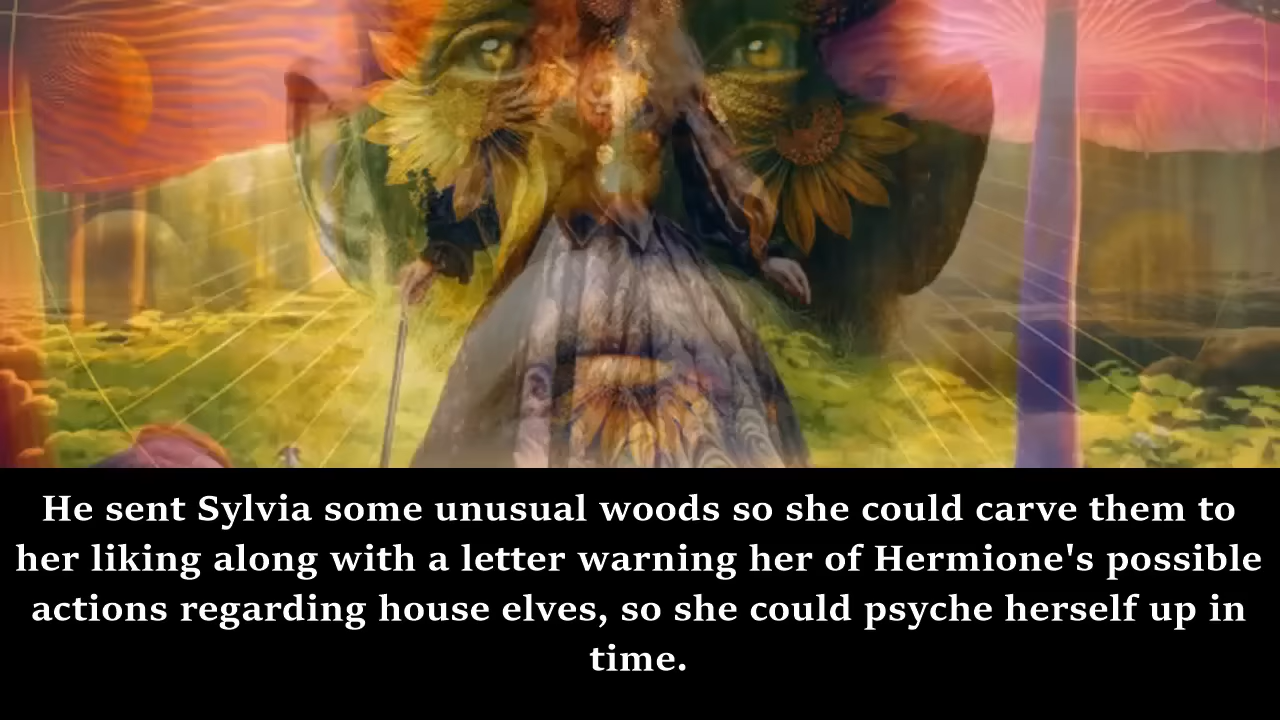 He sent Sylvia some unusual woods so she could carve them to
her liking along with a letter warning her of Hermione's possible
actions regarding house elves, so she could psyche herself up in
time.